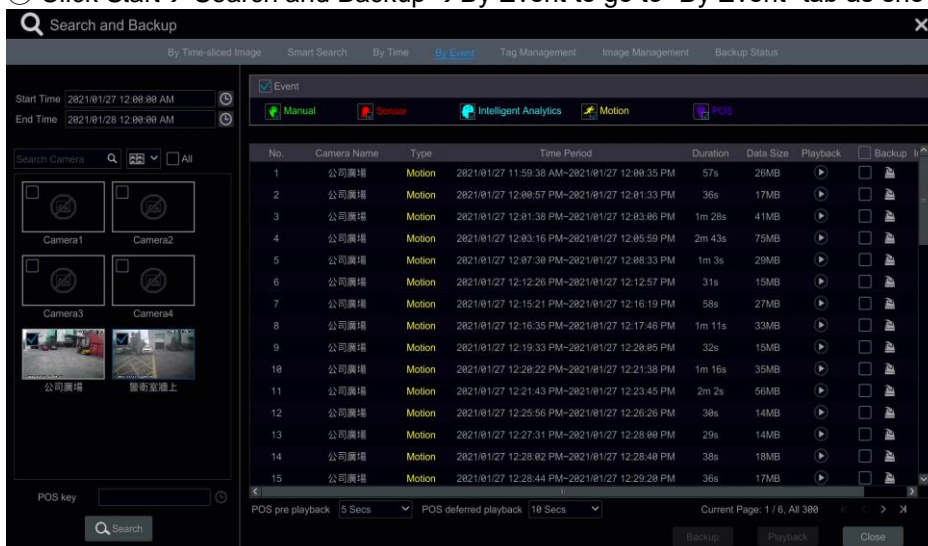 Click Start→ Search and Backup → By Event to go to "By Event" tab as
Search and Backup
By Time-sliced Image Smart Search By Time By Event Tag Management Image Management Backup Status
Start Time 2021/01/27 12:00:00 AM
End Time 2021/01/28 12:00:00 AM
Search Camera All
Camera1 Camera2
Camera3 Camera4
公司廣場 警衛室牆上
POS key
Search
Event
Manual Sensor Intelligent Analytics Motion POS
No. Camera Name Type Time Period Duration Data Size Playback Backup
1 公司廣場 Motion 2021/01/27 11:59:38 AM~2021/01/27 12:00:35 PM 57s 26MB
2 公司廣場 Motion 2021/01/27 12:00:57 PM~2021/01/27 12:01:33 PM 36s 17MB
3 公司廣場 Motion 2021/01/27 12:01:38 PM~2021/01/27 12:03:06 PM 1m 28s 41MB
4 公司廣場 Motion 2021/01/27 12:03:16 PM~2021/01/27 12:05:59 PM 2m 43s 75MB
5 公司廣場 Motion 2021/01/27 12:07:30 PM~2021/01/27 12:08:33 PM 1m 3s 29MB
6 公司廣場 Motion 2021/01/27 12:12:26 PM~2021/01/27 12:12:57 PM 31s 15MB
7 公司廣場 Motion 2021/01/27 12:15:21 PM~2021/01/27 12:16:19 PM 58s 27MB
8 公司廣場 Motion 2021/01/27 12:16:35 PM~2021/01/27 12:17:46 PM 1m 11s 33MB
9 公司廣場 Motion 2021/01/27 12:19:33 PM~2021/01/27 12:20:05 PM 32s 15MB
10 公司廣場 Motion 2021/01/27 12:20:22 PM~2021/01/27 12:21:38 PM 1m 16s 35MB
11 公司廣場 Motion 2021/01/27 12:21:43 PM~2021/01/27 12:23:45 PM 2m 2s 56MB
12 公司廣場 Motion 2021/01/27 12:25:56 PM~2021/01/27 12:26:26 PM 30s 14MB
13 公司廣場 Motion 2021/01/27 12:27:31 PM~2021/01/27 12:28:00 PM 29s 14MB
14 公司廣場 Motion 2021/01/27 12:28:02 PM~2021/01/27 12:28:40 PM 38s 18MB
15 公司廣場 Motion 2021/01/27 12:28:44 PM~2021/01/27 12:29:20 PM 36s 17MB
POS pre playback 5 Secs POS deferred playback 10 Secs Current Page: 1 / 6, All 300
Backup Playback Close